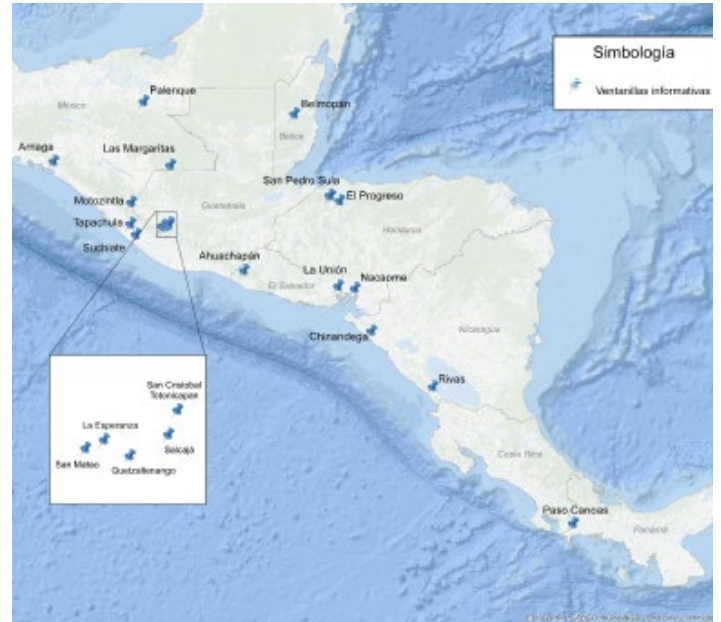 Simbología
Ventanillas informativas
Palenque
Mexico
Belmopán
Belice
Arriaga
Las Margaritas
San Pedro Sula
El Progreso
Motozintla
Guatemala
Tapachula
Honduras
Suchiate
Ahuachapán
La Unión
Nacaome
El Salvador
Chinandega
Nicaragua
Rivas
San Cristobal
Totonicapan
La Esperanza
Salcajá
San Mateo
Quetzaltenango
Costa Rica
Paso Canoas
Panamá